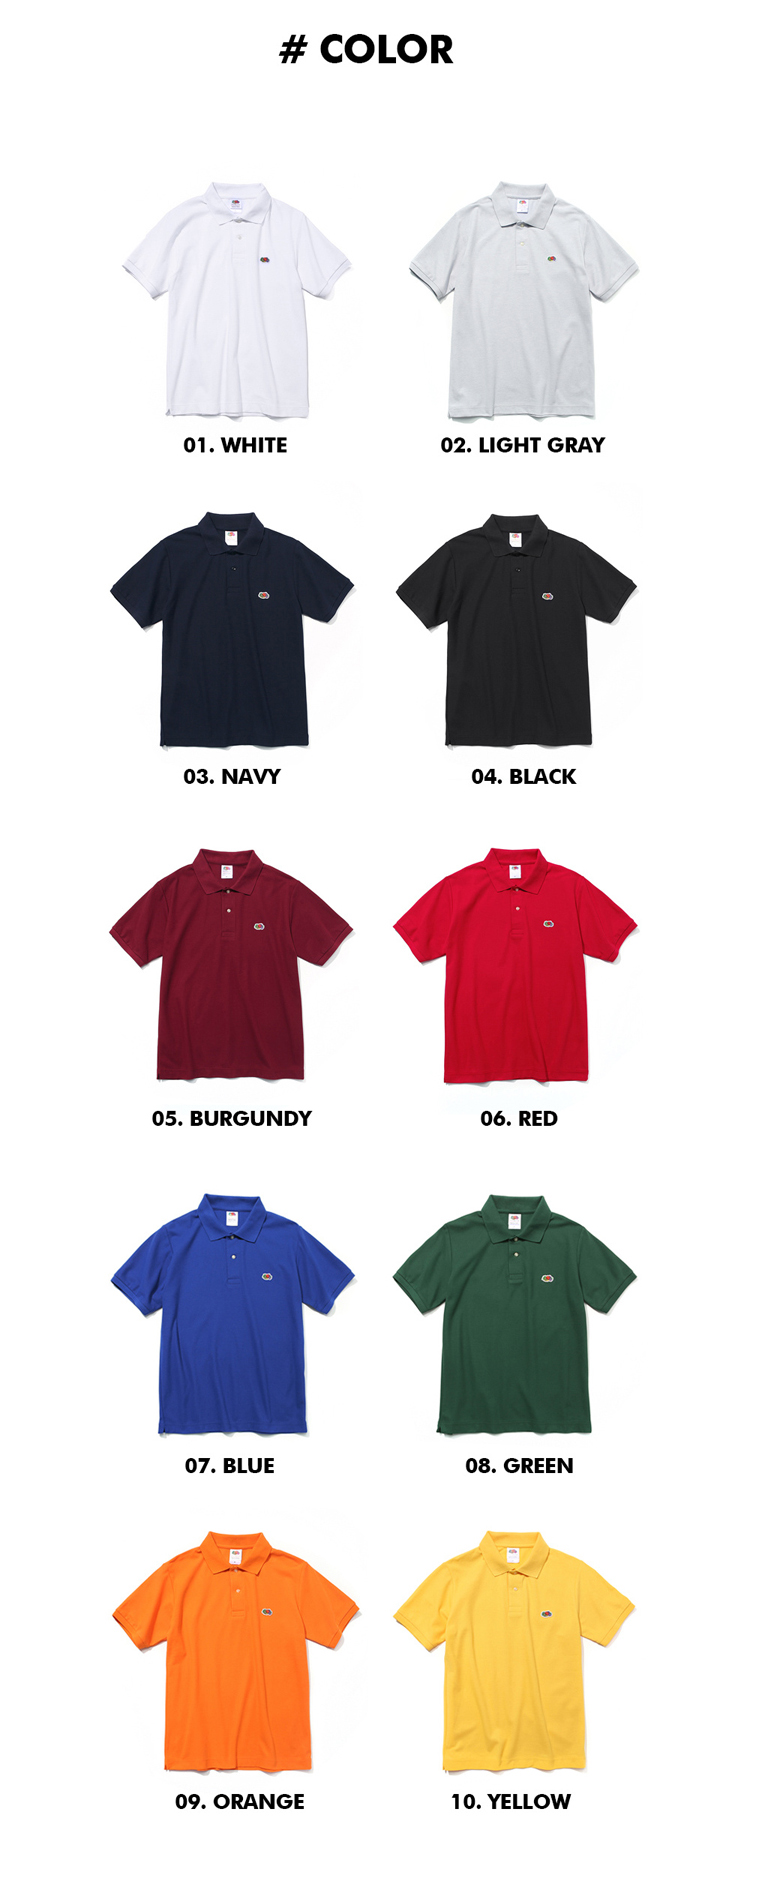 # COLOR
01. WHITE
02. LIGHT GRAY
03. NAVY
04. BLACK
05. BURGUNDY
06. RED
07. BLUE
08. GREEN
09. ORANGE
10. YELLOW